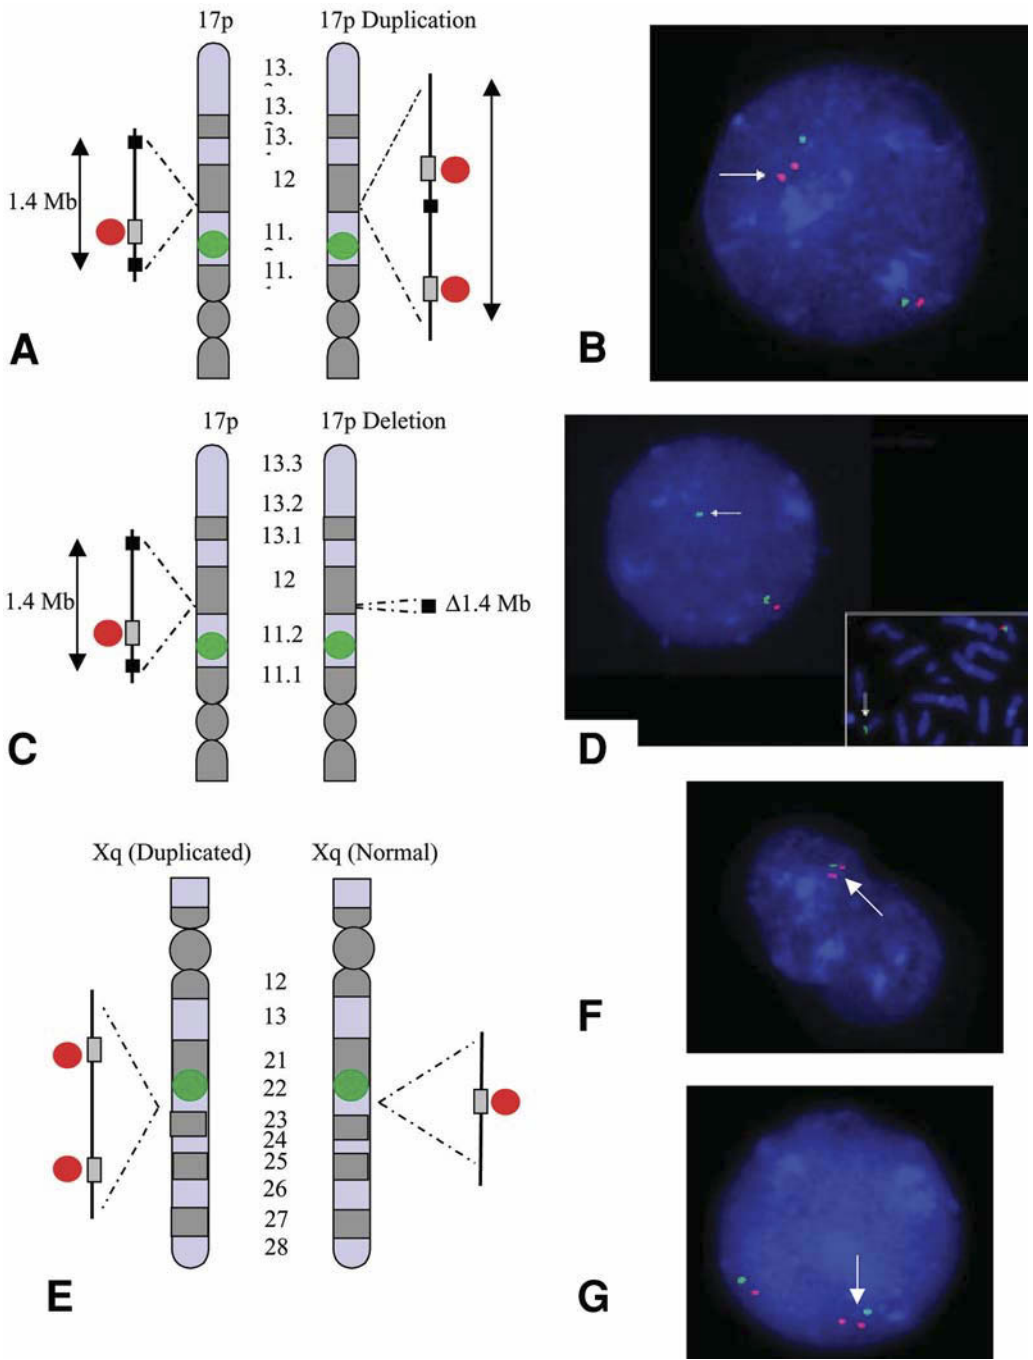 17p
17p Duplication
13.
13.
13.
12
11.
11.
1.4 Mb
A
B
17p
17p Deletion
13.3
13.2
13.1
12
11.2
11.1
1.4 Mb
Δ1.4 Mb
C
D
Xq (Duplicated)
Xq (Normal)
12
13
21
22
23
24
25
26
27
28
E
F
G